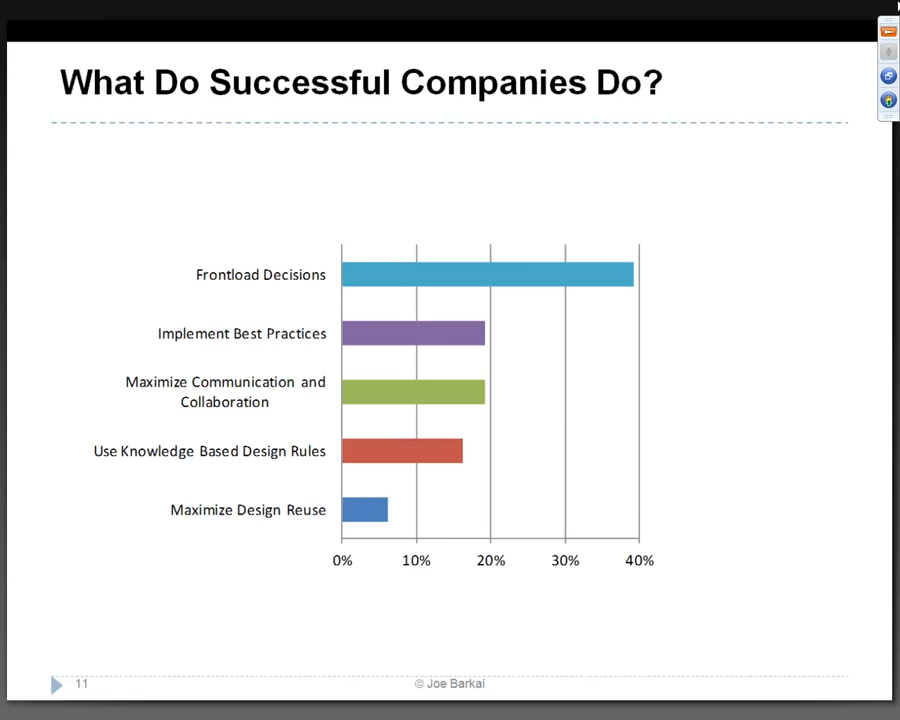 What Do Successful Companies Do?
Frontload Decisions
Implement Best Practices
Maximize Communication and
Collaboration
Use Knowledge Based Design Rules
Maximize Design Reuse
0% 10% 20% 30% 40%
11 © Joe Barkai